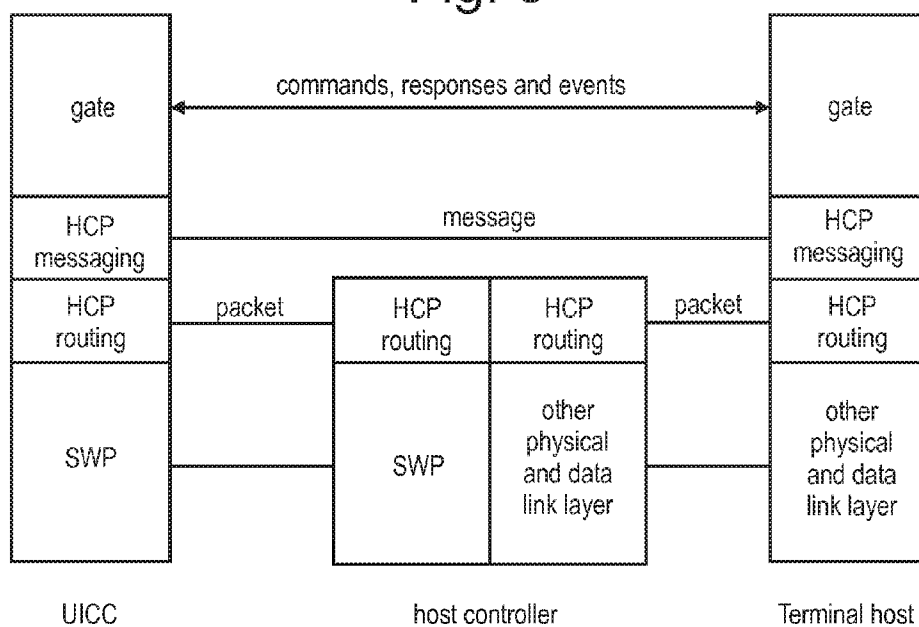 commands, responses and events
gate
gate
message
HCP
messaging
HCP
messaging
packet
packet
HCP
routing
HCP
routing
HCP
routing
HCP
routing
SWP
SWP
other
physical
and data
link layer
other
physical
and data
link layer
UICC
host controller
Terminal host